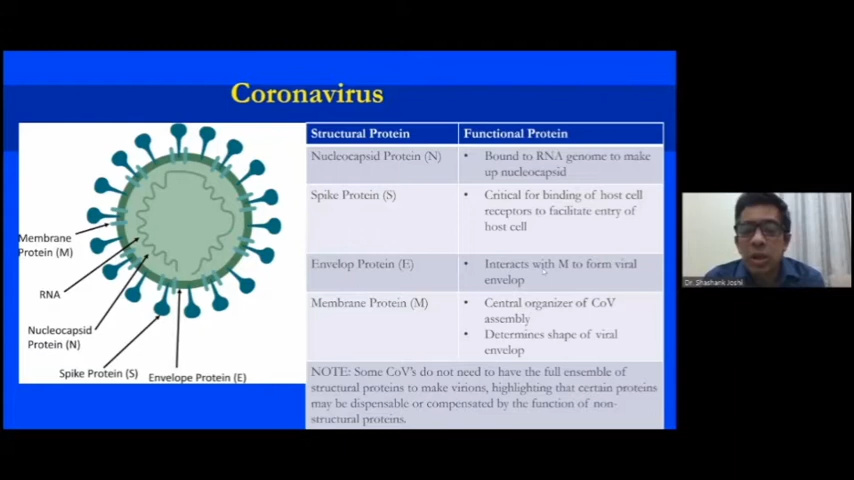 Coronavirus
Membrane
Protein (M)
RNA
Nucleocapsid
Protein (N)
Spike Protein (S)
Envelope Protein (E)
Structural Protein
Functional Protein
Nucleocapsid Protein (N)
• Bound to RNA genome to make
up nucleocapsid
Spike Protein (S)
• Critical for binding of host cell
receptors to facilitate entry of
host cell
Envelop Protein (E)
• Interacts with M to form viral
envelop
Membrane Protein (M)
• Central organizer of CoV
assembly
• Determines shape of viral
envelop
NOTE: Some CoV's do not need to have the full ensemble of
structural proteins to make virions, highlighting that certain proteins
may be dispensable or compensated by the function of non-
structural proteins.
Dr. Shashank Joshi